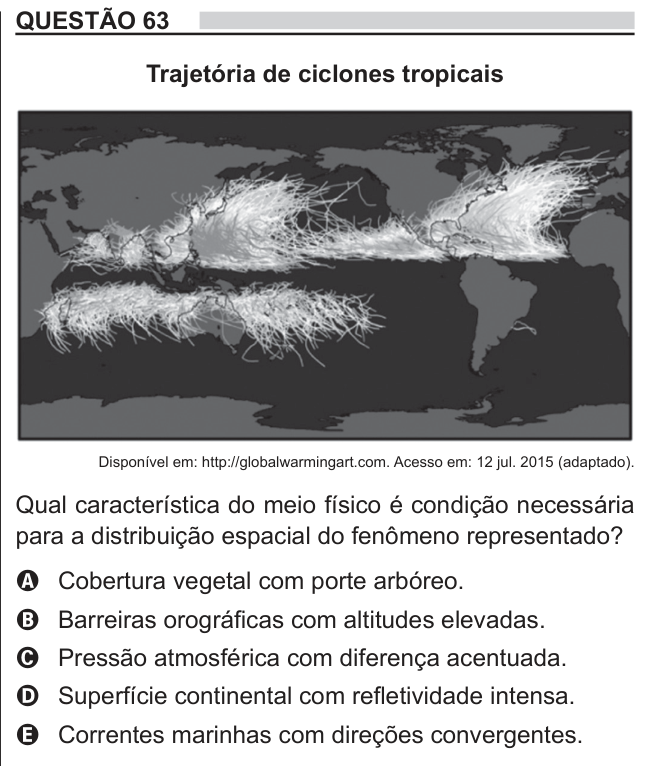 QUESTÃO 63
Trajetória de ciclones tropicais
Disponível em: http://globalwarmingart.com. Acesso em: 12 jul. 2015 (adaptado).
Qual característica do meio físico é condição necessária
para a distribuição espacial do fenômeno representado?
A Cobertura vegetal com porte arbóreo.
B Barreiras orográficas com altitudes elevadas.
C Pressão atmosférica com diferença acentuada.
D Superfície continental com refletividade intensa.
E Correntes marinhas com direções convergentes.